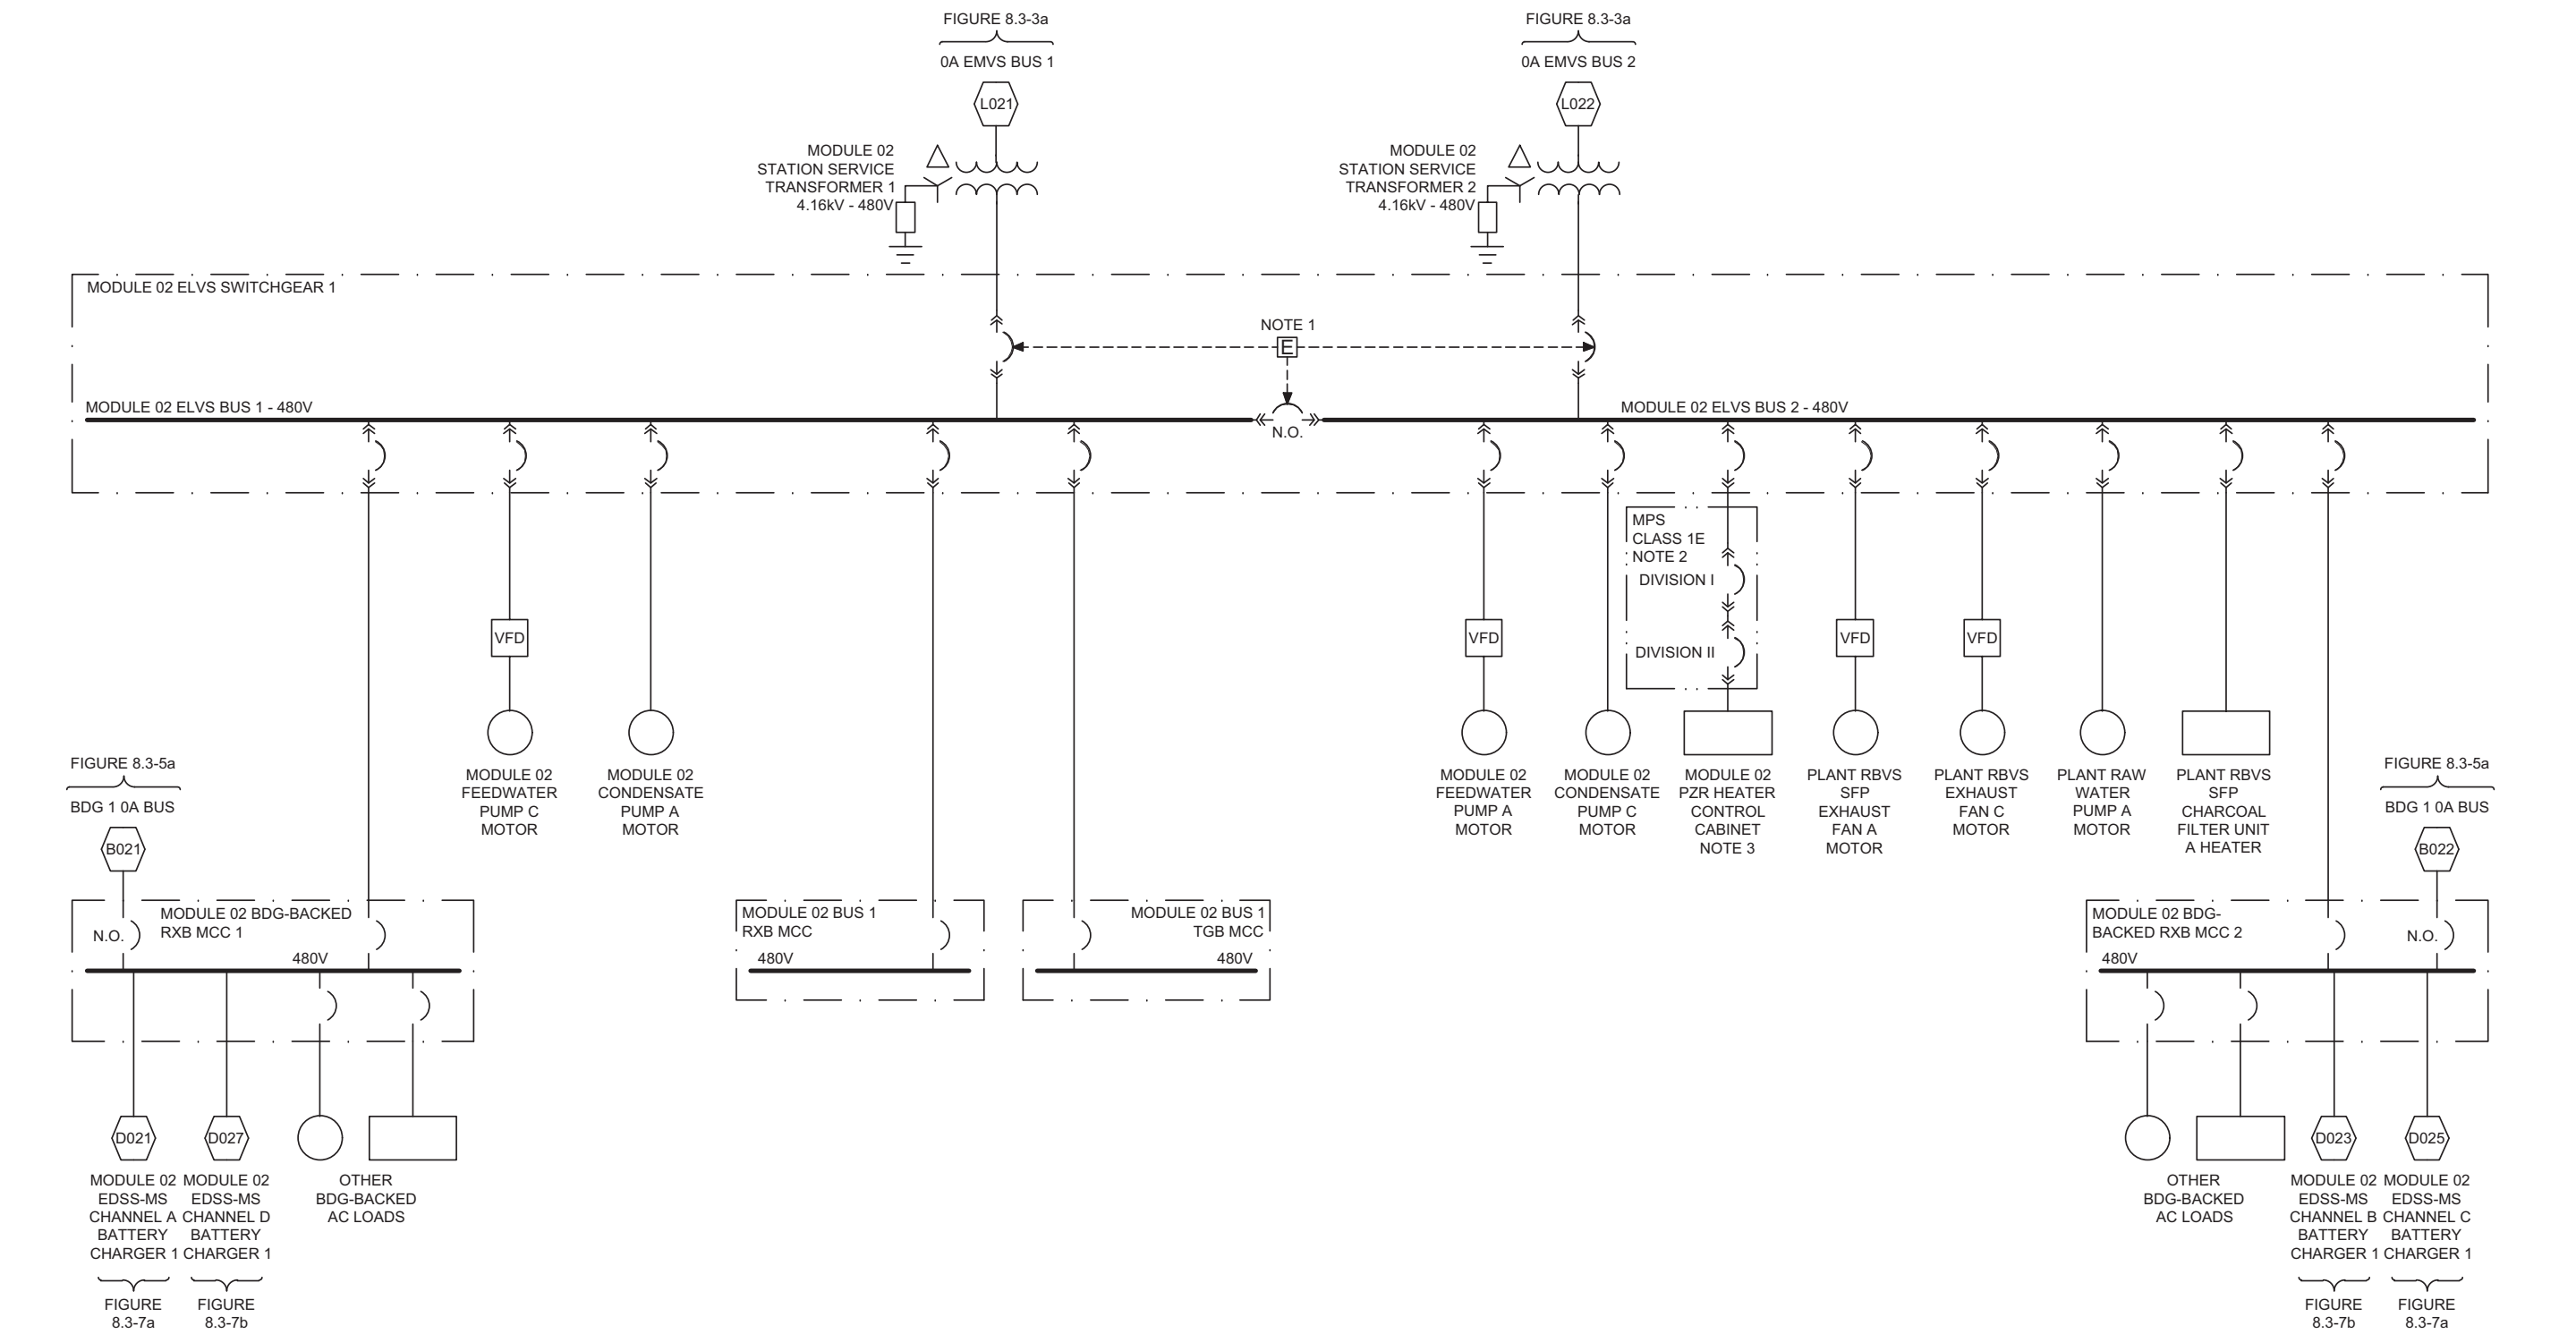 FIGURE 8.3-3a
0A EMVS BUS 1
L021
MODULE 02
STATION SERVICE
TRANSFORMER 1
4.16kV - 480V
FIGURE 8.3-3a
0A EMVS BUS 2
L022
MODULE 02
STATION SERVICE
TRANSFORMER 2
4.16kV - 480V
MODULE 02 ELVS SWITCHGEAR 1
NOTE 1
E
MODULE 02 ELVS BUS 1 - 480V
N.O.
MODULE 02 ELVS BUS 2 - 480V
MPS
CLASS 1E
NOTE 2
DIVISION I
DIVISION II
VFD
VFD
VFD
VFD
MODULE 02
FEEDWATER
PUMP C
MOTOR
MODULE 02
CONDENSATE
PUMP A
MOTOR
MODULE 02
FEEDWATER
PUMP A
MOTOR
MODULE 02
CONDENSATE
PUMP C
MOTOR
MODULE 02
PZR HEATER
CONTROL
CABINET
NOTE 3
PLANT RBVS
SFP
EXHAUST
FAN A
MOTOR
PLANT RBVS
EXHAUST
FAN C
MOTOR
PLANT RAW
WATER
PUMP A
MOTOR
PLANT RBVS
SFP
CHARCOAL
FILTER UNIT
A HEATER
FIGURE 8.3-5a
BDG 1 0A BUS
B021
N.O.
MODULE 02 BDG-BACKED
RXB MCC 1
480V
MODULE 02 BUS 1
RXB MCC
480V
MODULE 02 BUS 1
TGB MCC
480V
FIGURE 8.3-5a
BDG 1 0A BUS
B022
MODULE 02 BDG-
BACKED RXB MCC 2
N.O.
480V
D021
MODULE 02
EDSS-MS
CHANNEL A
BATTERY
CHARGER 1
FIGURE
8.3-7a
D027
MODULE 02
EDSS-MS
CHANNEL D
BATTERY
CHARGER 1
FIGURE
8.3-7b
OTHER
BDG-BACKED
AC LOADS
OTHER
BDG-BACKED
AC LOADS
D023
MODULE 02
EDSS-MS
CHANNEL B
BATTERY
CHARGER 1
FIGURE
8.3-7b
D025
MODULE 02
EDSS-MS
CHANNEL C
BATTERY
CHARGER 1
FIGURE
8.3-7a